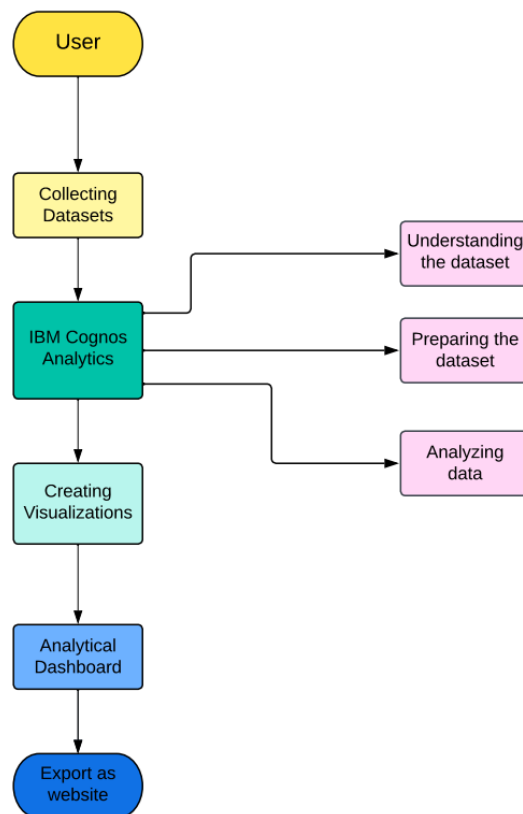 User
Collecting
Datasets
Understanding
the dataset
IBM Cognos
Analytics
Preparing the
dataset
Analyzing
data
Creating
Visualizations
Analytical
Dashboard
Export as
website